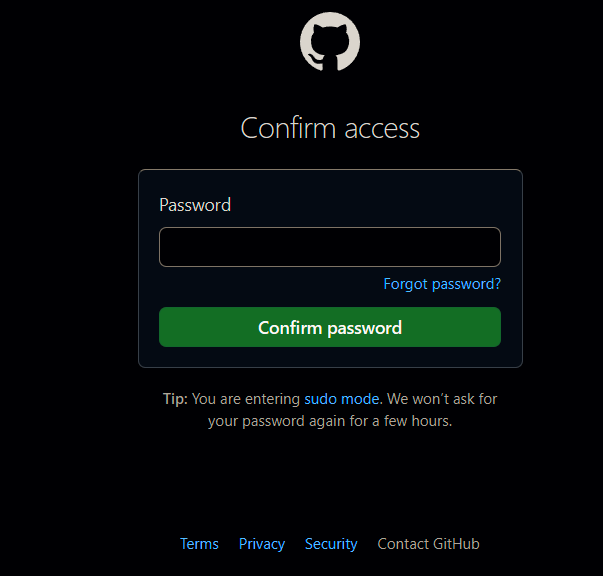 Confirm access
Password
Forgot password?
Confirm password
Tip: You are entering sudo mode. We won’t ask for
your password again for a few hours.
Terms Privacy Security Contact GitHub